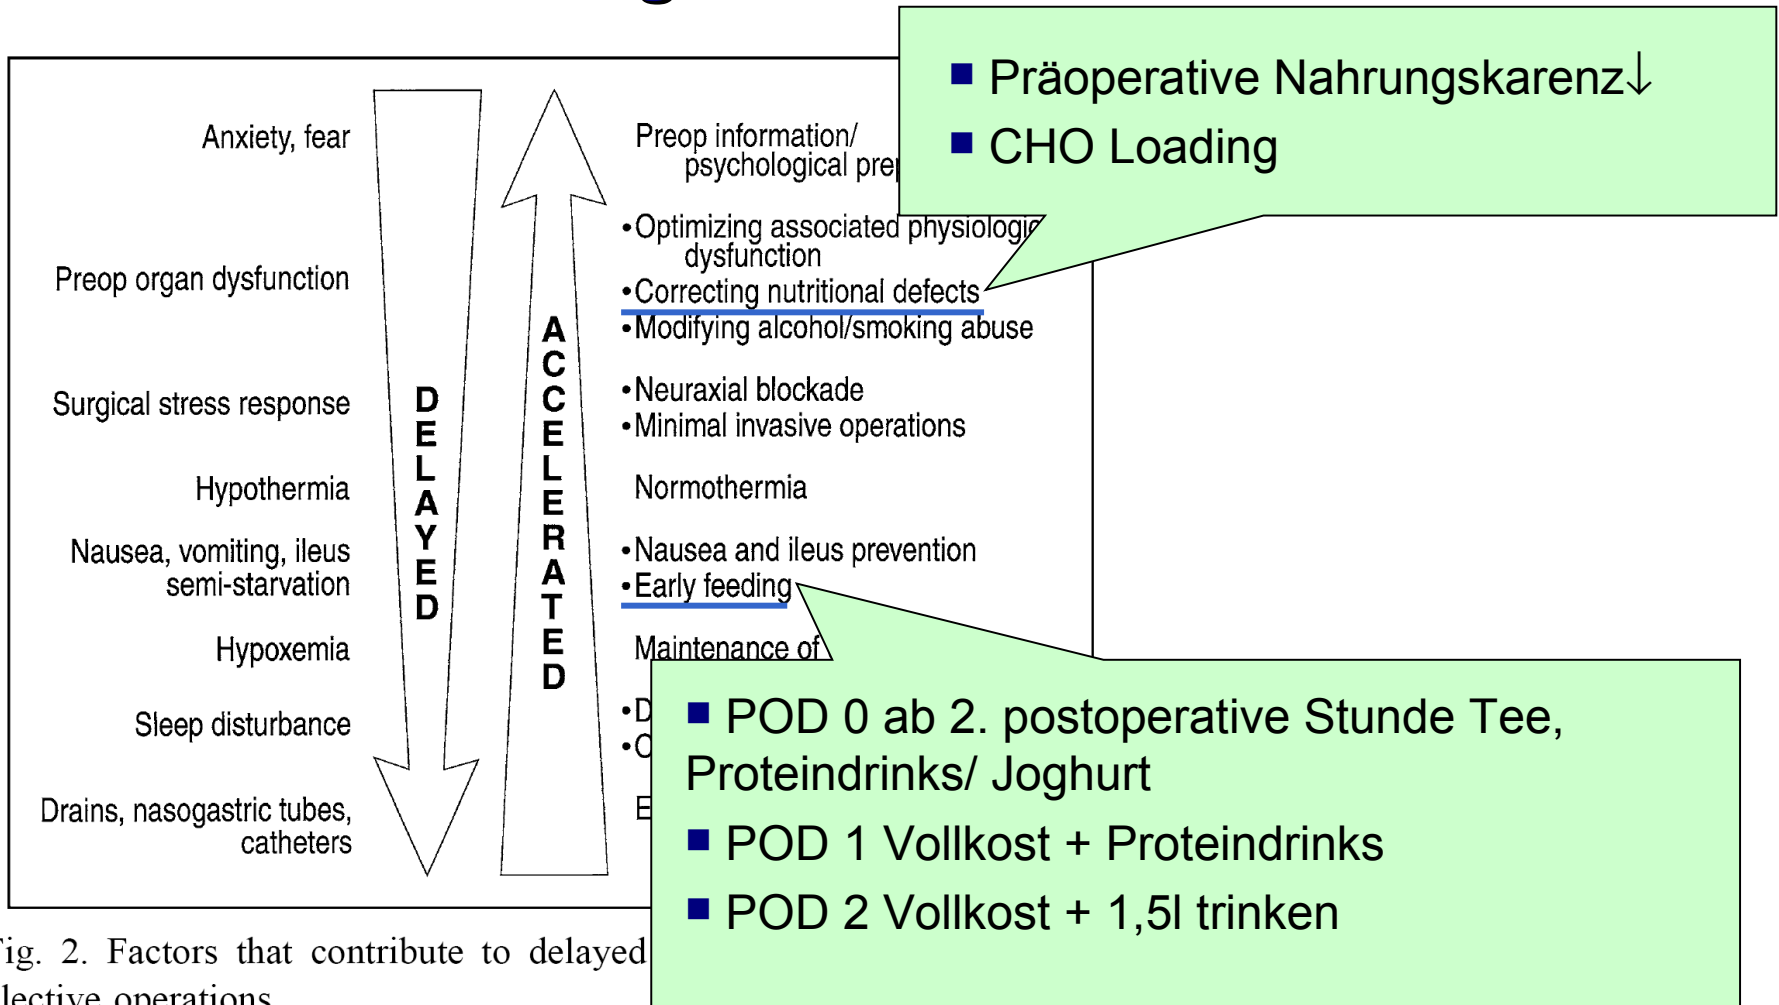 Präoperative Nahrungskarenz↓
CHO Loading
Anxiety, fear
Preop organ dysfunction
Surgical stress response
Hypothermia
Nausea, vomiting, ileus
semi-starvation
Hypoxemia
Sleep disturbance
Drains, nasogastric tubes,
catheters
DELAYED
ACCELERATED
Preop information/
psychological
•Optimizing associated
dysfunction
•Correcting nutritional defects
•Modifying alcohol/smoking abuse
•Neuraxial blockade
•Minimal invasive operations
Normothermia
•Nausea and ileus prevention
•Early feeding
Maintenance of
POD 0 ab 2. postoperative Stunde Tee,
Proteindrinks/ Joghurt
POD 1 Vollkost + Proteindrinks
POD 2 Vollkost + 1,5l trinken
2. Factors that contribute to delayed
operations